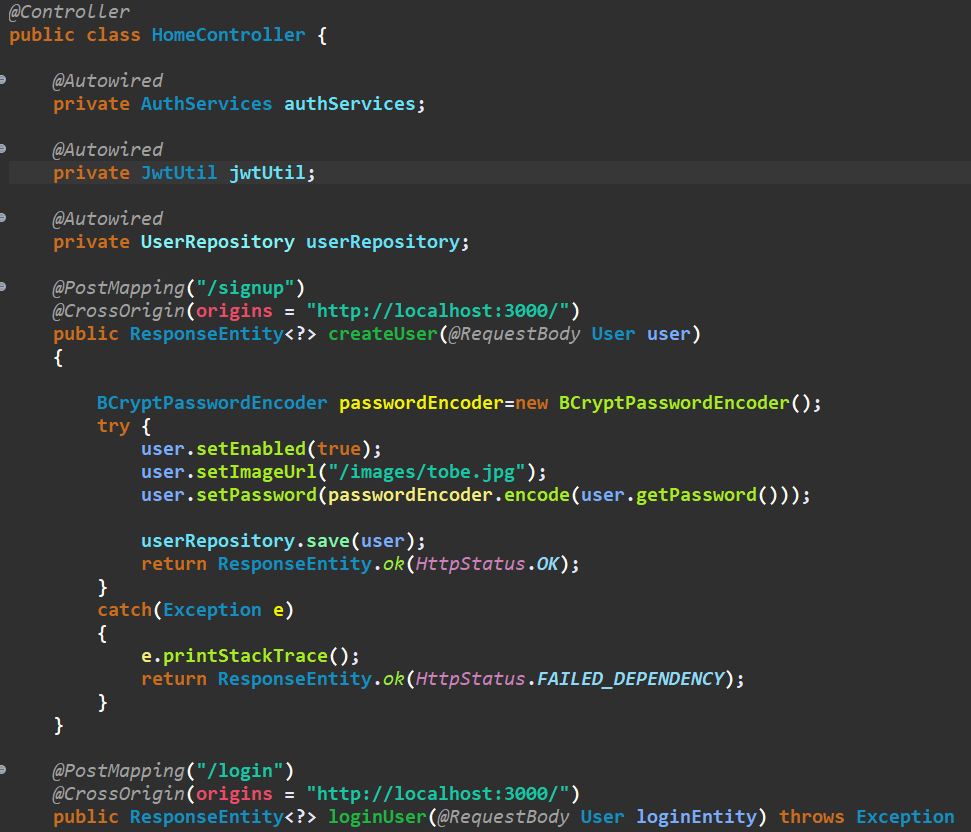 @Controller
public class HomeController {
@Autowired
private AuthServices authServices;
@Autowired
private JwtUtil jwtUtil;
@Autowired
private UserRepository userRepository;
@PostMapping("/signup")
@CrossOrigin(origins = "http://localhost:3000/")
public ResponseEntity<?> createUser(@RequestBody User user)
{
BCryptPasswordEncoder passwordEncoder=new BCryptPasswordEncoder();
try {
user.setEnabled(true);
user.setImageUrl("/images/tobe.jpg");
user.setPassword(passwordEncoder.encode(user.getPassword()));
userRepository.save(user);
return ResponseEntity.ok(HttpStatus.OK);
}
catch(Exception e)
{
e.printStackTrace();
return ResponseEntity.ok(HttpStatus.FAILED_DEPENDENCY);
}
}
@PostMapping("/login")
@CrossOrigin(origins = "http://localhost:3000/")
public ResponseEntity<?> loginUser(@RequestBody User loginEntity) throws Exception